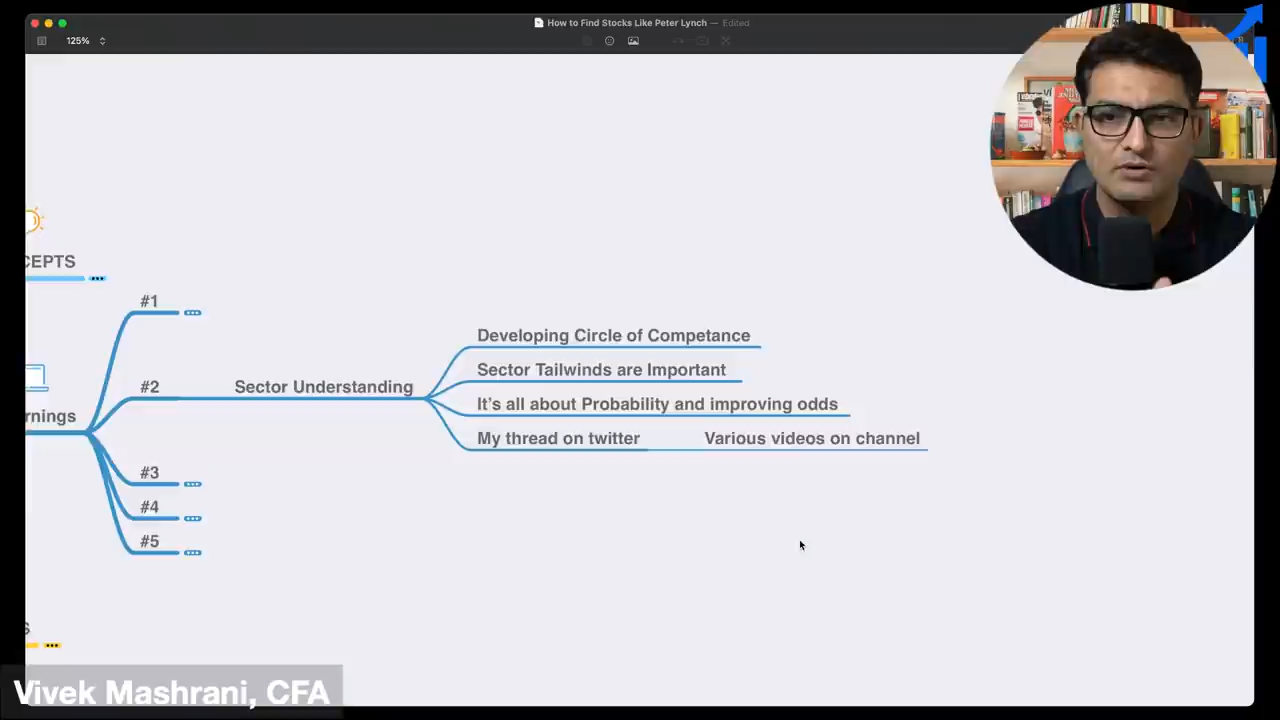 How to Find Stocks Like Peter Lynch — Edited
125%
CEPTS
#1
Developing Circle of Competance
Sector Tailwinds are Important
#2
Sector Understanding
It's all about Probability and improving odds
rnings
My thread on twitter
Various videos on channel
#3
#4
#5
S
Vivek Mashrani, CFA